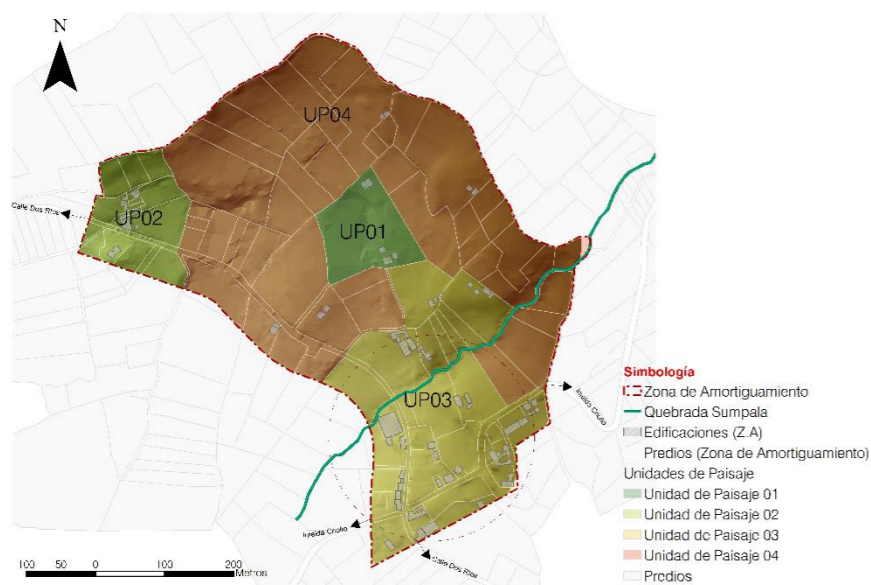 N
UP04
UP01
UP02
Calle Dos Rios
UP03
Calle Dos Rios
100 50 0 100 200
Metros
Simbología
Zona de Amortiguamiento
Quebrada Sumpala
Edificaciones (Z.A)
Predios (Zona de Amortiguamiento)
Unidades de Paisaje
Unidad de Paisaje 01
Unidad de Paisaje 02
Unidad de Paisaje 03
Unidad de Paisaje 04
Predios